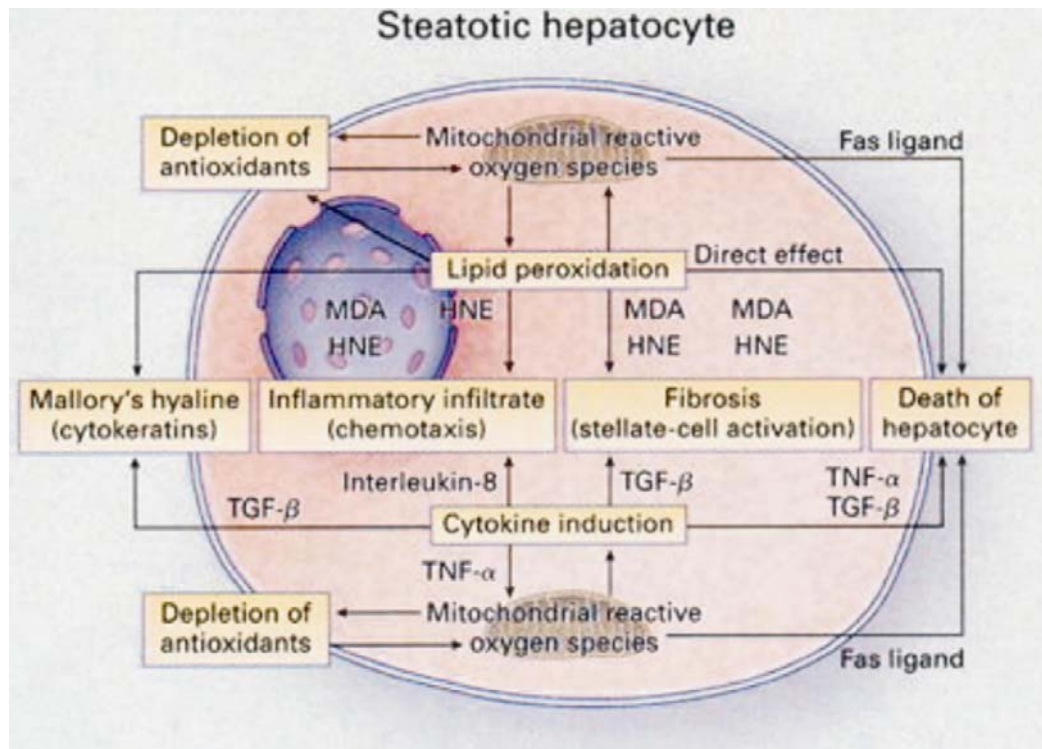 Steatotic hepatocyte
Depletion of
antioxidants
Mitochondrial reactive
oxygen species
Fas ligand
Lipid peroxidation
Direct effect
MDA
HNE
HNE
MDA
HNE
MDA
HNE
Mallory's hyaline
(cytokeratins)
Inflammatory infiltrate
(chemotaxis)
Fibrosis
(stellate-cell activation)
Death of
hepatocyte
Interleukin-8
TGF-β
TNF-α
TGF-β
TGF-β
Cytokine induction
TNF-α
Depletion of
antioxidants
Mitochondrial reactive
oxygen species
Fas ligand